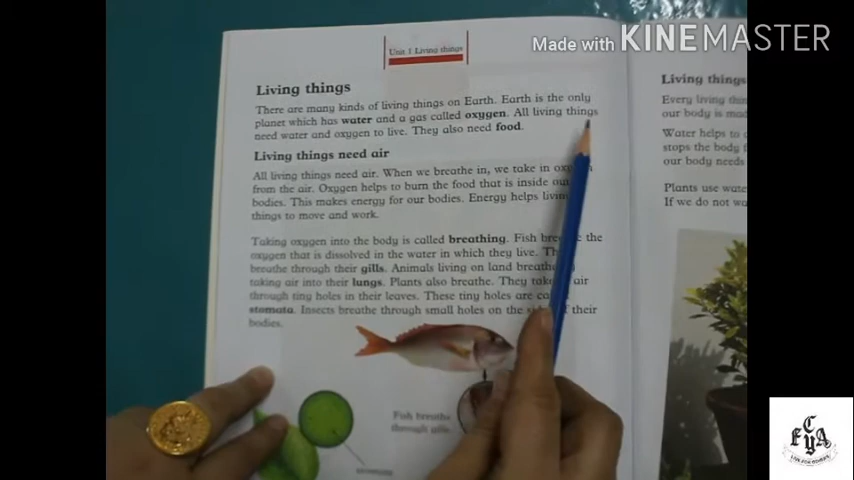 Made with KINEMASTER
Unit 1 Living things
Living things
There are many kinds of living things on Earth. Earth is the only
planet which has water and a gas called oxygen. All living things
need water and oxygen to live. They also need food.
Living things need air
All living things need air. When we breathe in, we take in
from the air. Oxygen helps to burn the food that is inside
bodies. This makes energy for our bodies. Energy helps
things to move and work.
Taking oxygen into the body is called breathing. Fish the
oxygen that is dissolved in the water in which they live.
breathe through their gills. Animals living on land
taking air into their lungs. Plants also breathe. They air
through tiny holes in their leaves. These tiny holes are
stomata. Insects breathe through small holes on the their
bodies.
Fish breathe
through gills.
stomata
Living things
Every living
our body is
Water helps to
stops the body
our body needs
Plants use
If we do not
LIVE FOR OTHERS